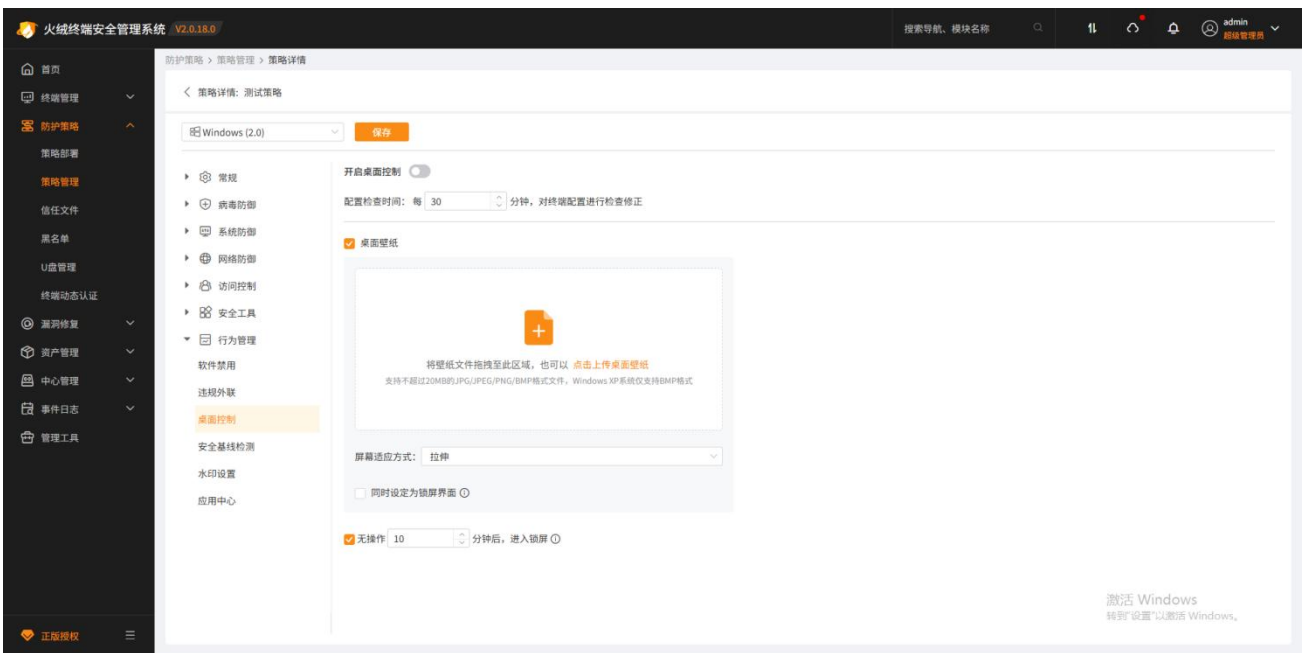 火绒终端安全管理系统 V2.0.18.0
搜索导航、模块名称
admin
超级管理员
首页
终端管理
防护策略
策略部署
策略管理
信任文件
黑名单
U盘管理
终端动态认证
漏洞修复
资产管理
中心管理
事件日志
管理工具
正版授权
防护策略 > 策略管理 > 策略详情
策略详情: 测试策略
Windows (2.0)
保存
常规
病毒防御
系统防御
网络防御
访问控制
安全工具
行为管理
软件禁用
违规外联
桌面控制
安全基线检测
水印设置
应用中心
开启桌面控制
配置检查时间: 每 30 分钟，对终端配置进行检查修正
桌面壁纸
将壁纸文件拖拽至此区域，也可以 点击上传桌面壁纸
支持不超过20MB的JPG/JPEG/PNG/BMP格式文件，Windows XP系统仅支持BMP格式
屏幕适应方式: 拉伸
同时设定为锁屏界面
无操作 10 分钟后，进入锁屏
激活 Windows
转到"设置"以激活 Windows。